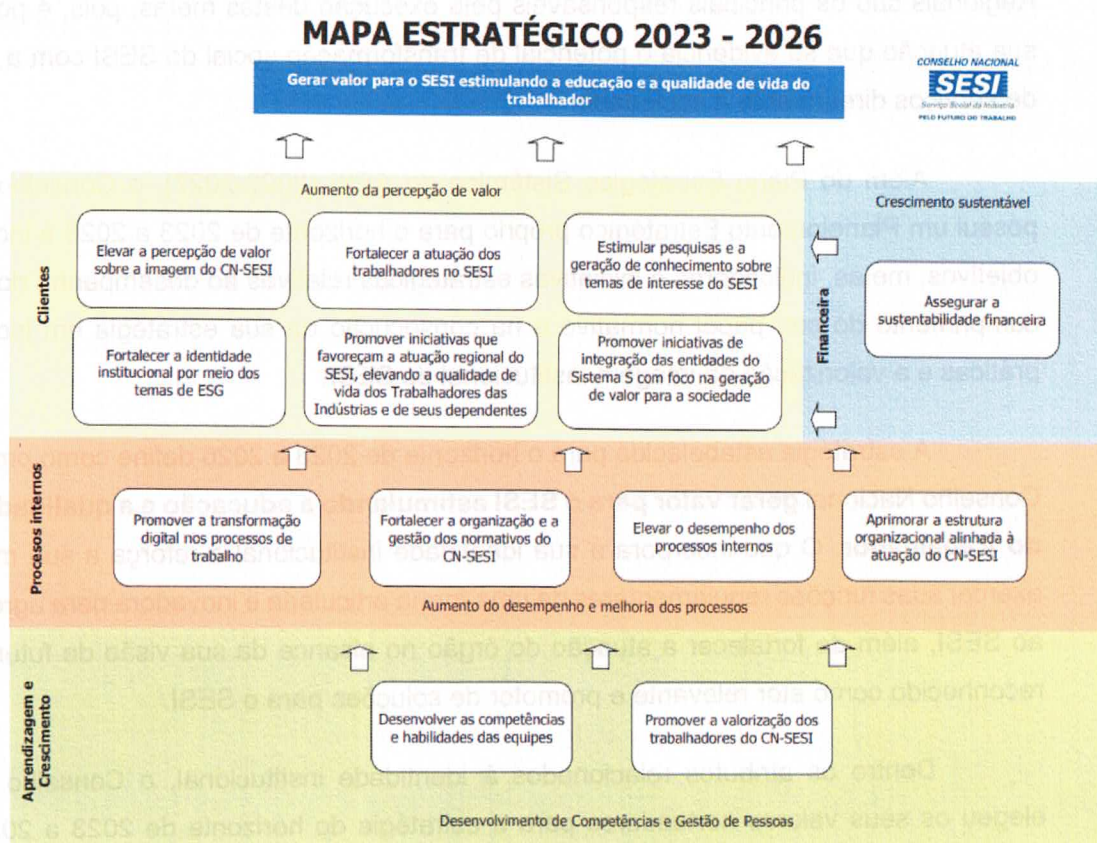 MAPA ESTRATÉGICO 2023 - 2026
Gerar valor para o SESI estimulando a educação e a qualidade de vida do
trabalhador
CONSELHO NACIONAL
SESI
Serviço Social da Indústria
PELO FUTURO DO TRABALHO
Clientes
Aumento da percepção de valor
Elevar a percepção de valor
sobre a imagem do CN-SESI
Fortalecer a atuação dos
trabalhadores no SESI
Estimular pesquisas e a
geração de conhecimento sobre
temas de interesse do SESI
Fortalecer a identidade
institucional por meio dos
temas de ESG
Promover iniciativas que
favoreçam a atuação regional do
SESI, elevando a qualidade de
vida dos Trabalhadores das
Indústrias e de seus dependentes
Promover iniciativas de
integração das entidades do
Sistema S com foco na geração
de valor para a sociedade
Financeira
Crescimento sustentável
Assegurar a
sustentabilidade financeira
Processos internos
Promover a transformação
digital nos processos de
trabalho
Fortalecer a organização e a
gestão dos normativos do
CN-SESI
Elevar o desempenho dos
processos internos
Aprimorar a estrutura
organizacional alinhada à
atuação do CN-SESI
Aumento do desempenho e melhoria dos processos
Aprendizagem e
Crescimento
Desenvolver as competências
e habilidades das equipes
Promover a valorização dos
trabalhadores do CN-SESI
Desenvolvimento de Competências e Gestão de Pessoas